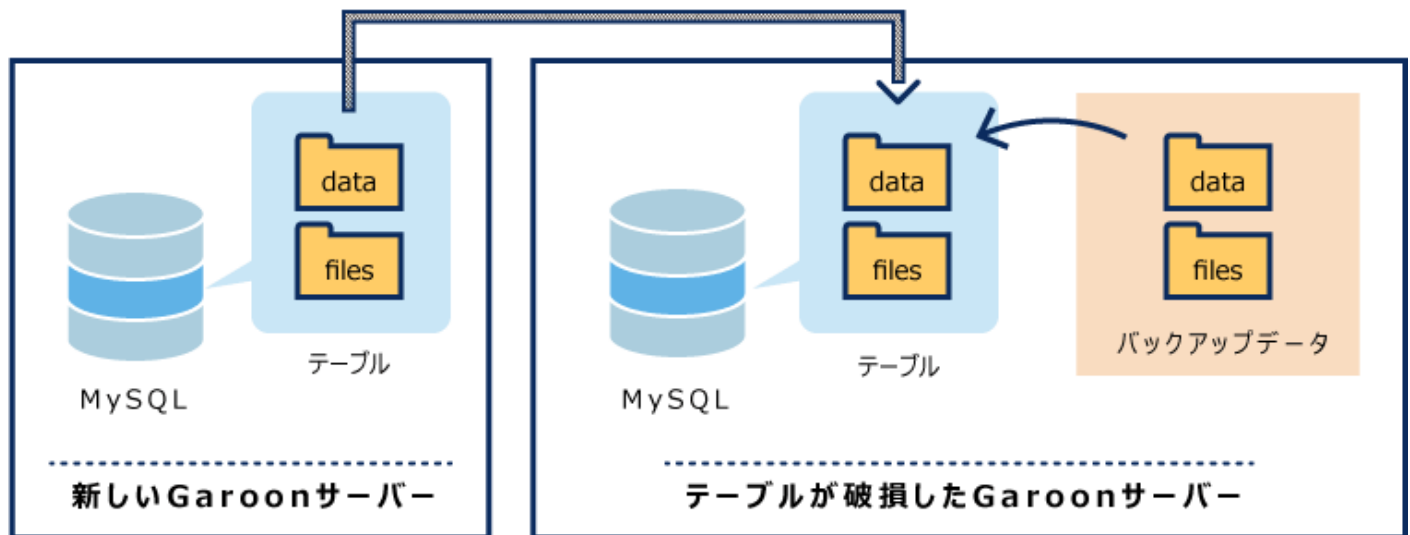 data
files
テーブル
MySQL
新しいGaroonサーバー
data
files
テーブル
MySQL
data
files
バックアップデータ
テーブルが破損したGaroonサーバー